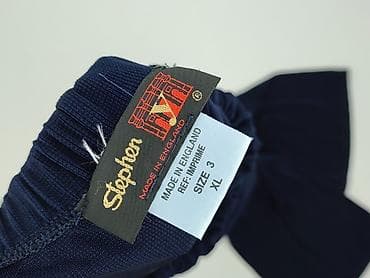 Stephen
MADE IN ENGLAND
®
MADE IN ENGLAND
REF: IMPRIME
SIZE 3
XL